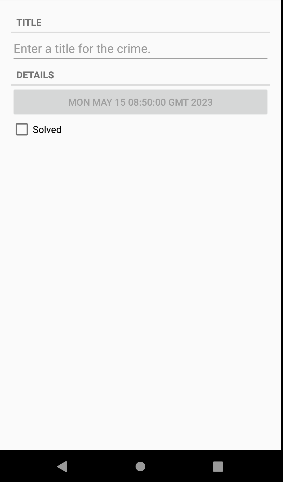 TITLE
Enter a title for the crime.
DETAILS
MON MAY 15 08:50:00 GMT 2023
Solved